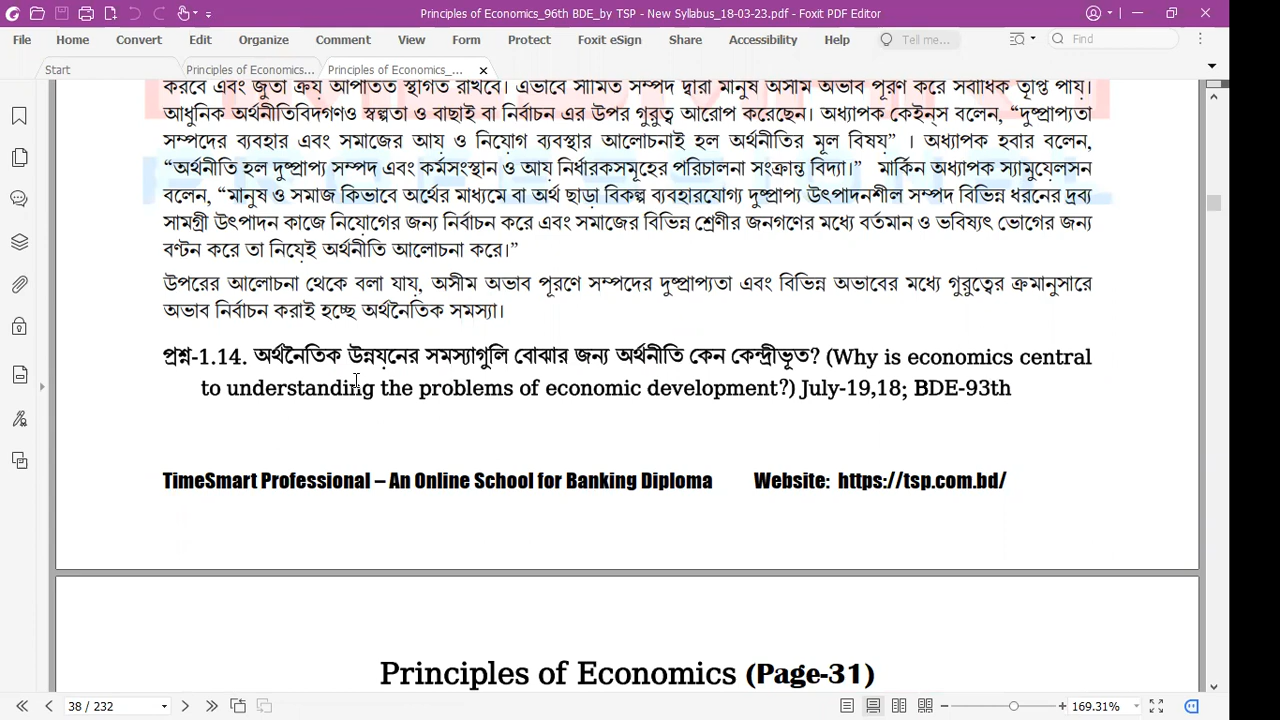 Principles of Economics_96th BDE_by TSP - New Syllabus_18-03-23.pdf - Foxit PDF Editor
File Home Convert Edit Organize Comment View Form Protect Foxit eSign Share Accessibility Help Tell me... Find
Start Principles of Economics... Principles of Economics_...
করবে এবং জুতা ক্রয় আপাতত স্থগিত রাখবে। এভাবে সীমিত সম্পদ দ্বারা মানুষ অসীম অভাব পূরণ করে সর্বাধিক তৃপ্তি পায়।
আধুনিক অর্থনীতিবিদগণও স্বল্পতা ও বাছাই বা নির্বাচন এর উপর গুরুত্ব আরোপ করেছেন। অধ্যাপক কেইন্স বলেন, “দুষ্প্রাপ্যতা
সম্পদের ব্যবহার এবং সমাজের আয় ও নিয়োগ ব্যবস্থার আলোচনাই হল অর্থনীতির মূল বিষয়” । অধ্যাপক হবার বলেন,
“অর্থনীতি হল দুষ্প্রাপ্য সম্পদ এবং কর্মসংস্থান ও আয় নির্ধারকসমূহের পরিচালনা সংক্রান্ত বিদ্যা।” মার্কিন অধ্যাপক স্যামুয়েলসন
বলেন, “মানুষ ও সমাজ কিভাবে অর্থের মাধ্যমে বা অর্থ ছাড়া বিকল্প ব্যবহারযোগ্য দুষ্প্রাপ্য উৎপাদনশীল সম্পদ বিভিন্ন ধরনের দ্রব্য
সামগ্রী উৎপাদন কাজে নিয়োগের জন্য নির্বাচন করে এবং সমাজের বিভিন্ন শ্রেণীর জনগণের মধ্যে বর্তমান ও ভবিষ্যৎ ভোগের জন্য
বণ্টন করে তা নিয়েই অর্থনীতি আলোচনা করে।”
উপরের আলোচনা থেকে বলা যায়, অসীম অভাব পূরণে সম্পদের দুষ্প্রাপ্যতা এবং বিভিন্ন অভাবের মধ্যে গুরুত্বের ক্রমানুসারে
অভাব নির্বাচন করাই হচ্ছে অর্থনৈতিক সমস্যা।
প্রশ্ন-1.14. অর্থনৈতিক উন্নয়নের সমস্যাগুলি বোঝার জন্য অর্থনীতি কেন কেন্দ্রীভূত? (Why is economics central
to understanding the problems of economic development?) July-19,18; BDE-93th
TimeSmart Professional – An Online School for Banking Diploma Website: https://tsp.com.bd/
Principles of Economics (Page-31)
38 / 232 169.31%